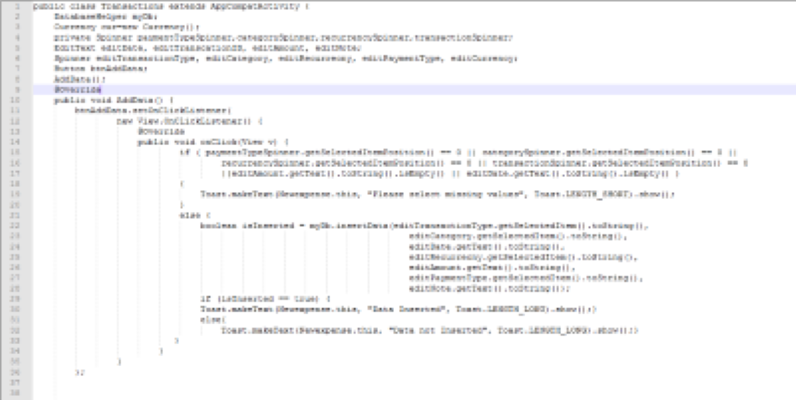 1 public class Transactions extends AppCompatActivity {
2 DatabaseHelper myDb;
3 Currency cur=new Currency();
4 private Spinner paymentTypeSpinner,categorySpinner,recurrencySpinner,transactionSpinner;
5 EditText editDate, editTransactionD, editAmount, editNote;
6 Spinner editTransactionType, editCategory, editRecurrency, editPaymentType, editCurrency;
7 Button btnAddData;
8 AddData();
9 @Override
10 public void AddData() {
11 btnAddData.setOnClickListener(
12 new View.OnClickListener() {
13 @Override
14 public void onClick(View v) {
15 if ( paymentTypeSpinner.getSelectedItemPosition() == 0 || categorySpinner.getSelectedItemPosition() == 0 ||
16 recurrencySpinner.getSelectedItemPosition() == 0 || transactionSpinner.getSelectedItemPosition() == 0
17 ||editAmount.getText().toString().isEmpty() || editDate.getText().toString().isEmpty() )
18 {
19 Toast.makeText(Newexpense.this, "Please select missing values", Toast.LENGTH_SHORT).show();
20 }
21 else {
22 boolean isInserted = myDb.insertData(editTransactionType.getSelectedItem().toString(),
23 editCategory.getSelectedItem().toString(),
24 editDate.getText().toString(),
25 editRecurrency.getSelectedItem().toString(),
26 editAmount.getText().toString(),
27 editPaymentType.getSelectedItem().toString(),
28 editNote.getText().toString());
29 if (isInserted == true) {
30 Toast.makeText(Newexpense.this, "Data Inserted", Toast.LENGTH_LONG).show();}
31 else{
32 Toast.makeText(Newexpense.this, "Data not Inserted", Toast.LENGTH_LONG).show();}
33 }
34 }
35 }
36 );
37
38